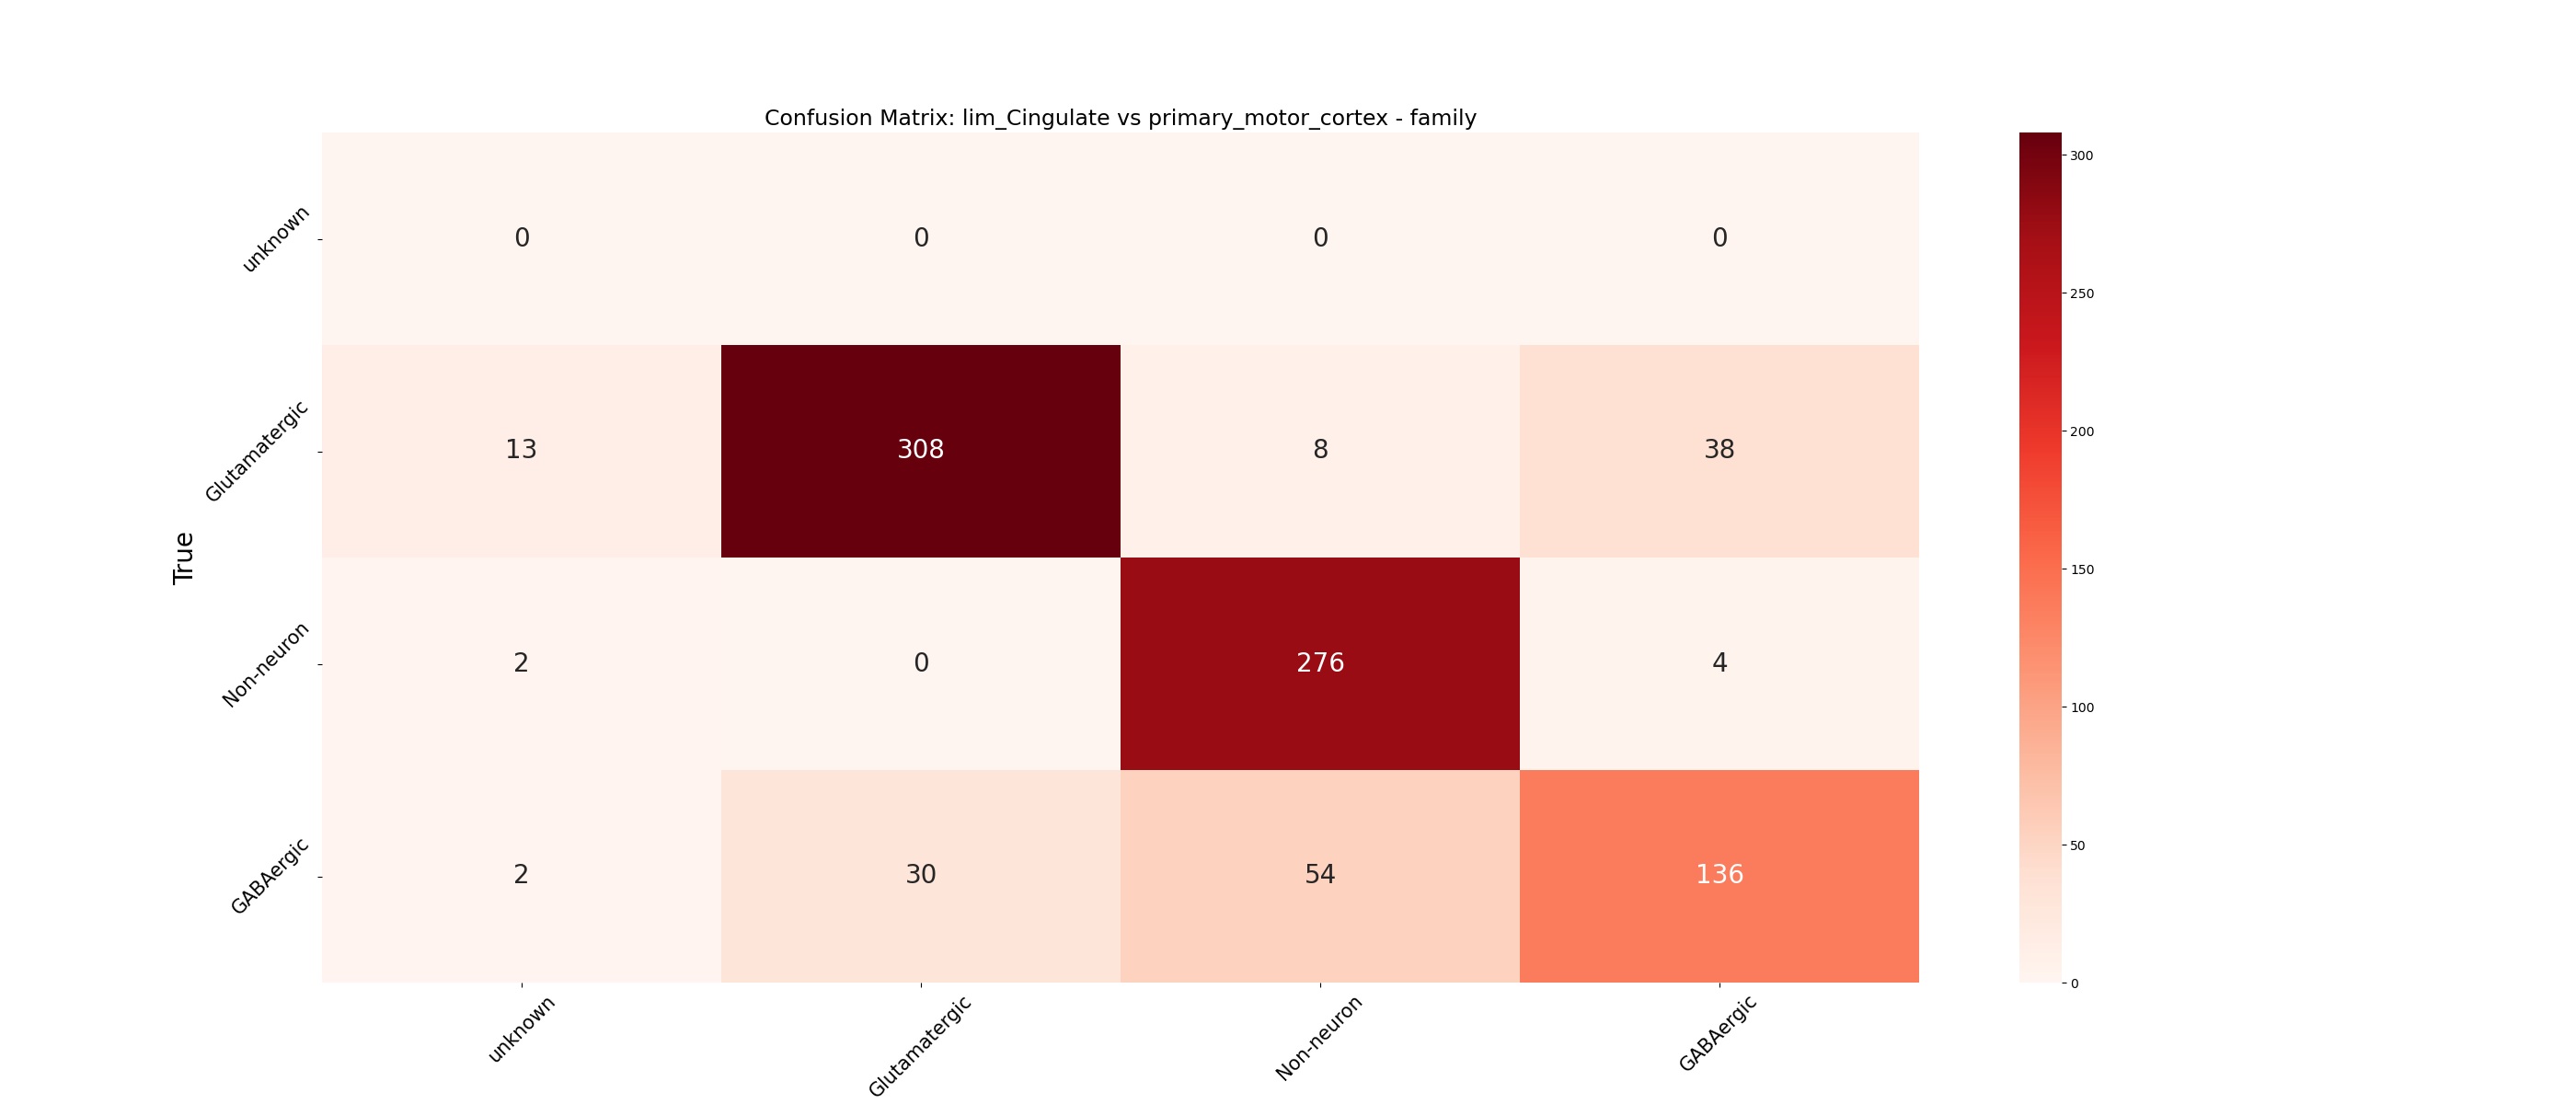 Confusion Matrix: lim_Cingulate vs primary_motor_cortex - family
True
unknown 0 0 0 0
Glutamatergic 13 308 8 38
Non-neuron 2 0 276 4
GABAergic 2 30 54 136
unknown Glutamatergic Non-neuron GABAergic
300
250
200
150
100
50
0